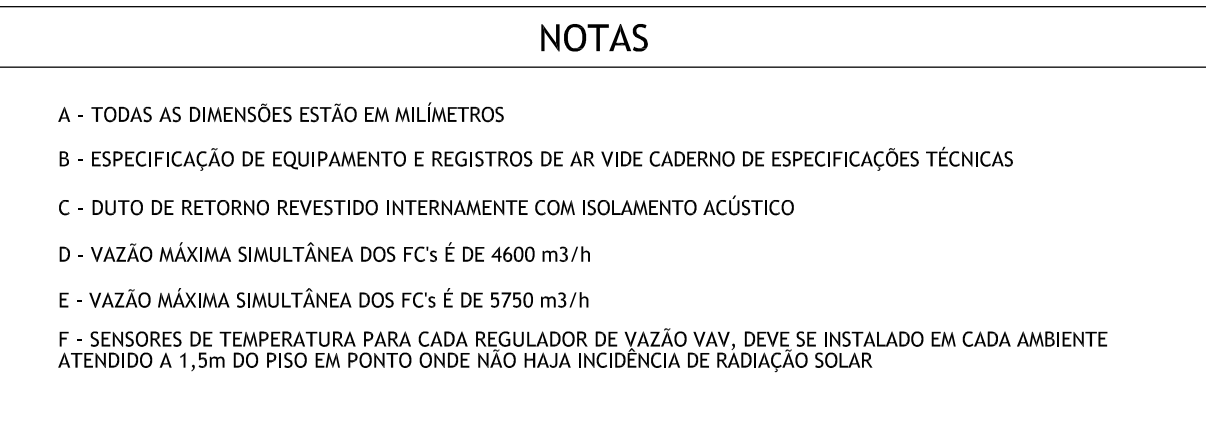 NOTAS
A - TODAS AS DIMENSÕES ESTÃO EM MILÍMETROS
B - ESPECIFICAÇÃO DE EQUIPAMENTO E REGISTROS DE AR VIDE CADERNO DE ESPECIFICAÇÕES TÉCNICAS
C - DUTO DE RETORNO REVESTIDO INTERNAMENTE COM ISOLAMENTO ACÚSTICO
D - VAZÃO MÁXIMA SIMULTÂNEA DOS FC's É DE 4600 m3/h
E - VAZÃO MÁXIMA SIMULTÂNEA DOS FC's É DE 5750 m3/h
F - SENSORES DE TEMPERATURA PARA CADA REGULADOR DE VAZÃO VAV, DEVE SE INSTALADO EM CADA AMBIENTE
ATENDIDO A 1,5m DO PISO EM PONTO ONDE NÃO HAJA INCIDÊNCIA DE RADIAÇÃO SOLAR